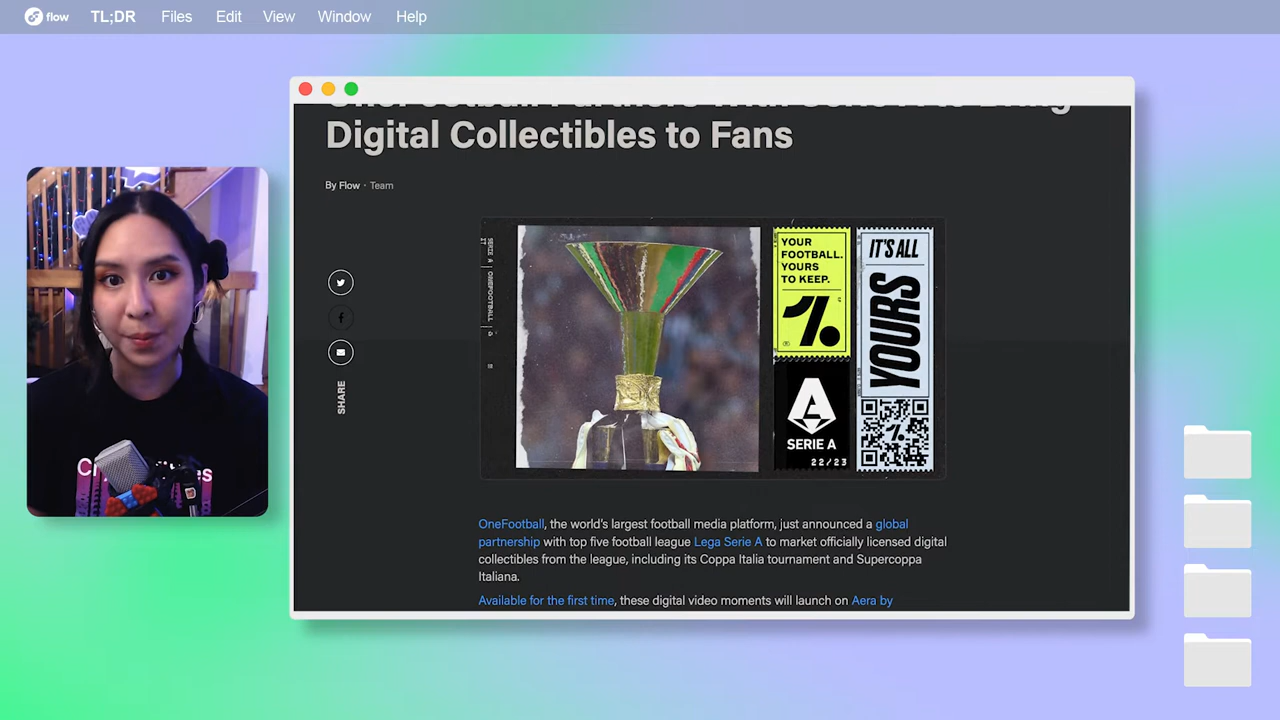 flow TL;DR Files Edit View Window Help
Digital Collectibles to Fans
By Flow · Team
SHARE
YOUR
FOOTBALL.
YOURS
TO KEEP.
SERIE A
22/23
IT'S ALL
YOURS
OneFootball, the world's largest football media platform, just announced a global
partnership with top five football league Lega Serie A to market officially licensed digital
collectibles from the league, including its Coppa Italia tournament and Supercoppa
Italiana.
Available for the first time, these digital video moments will launch on Aera by